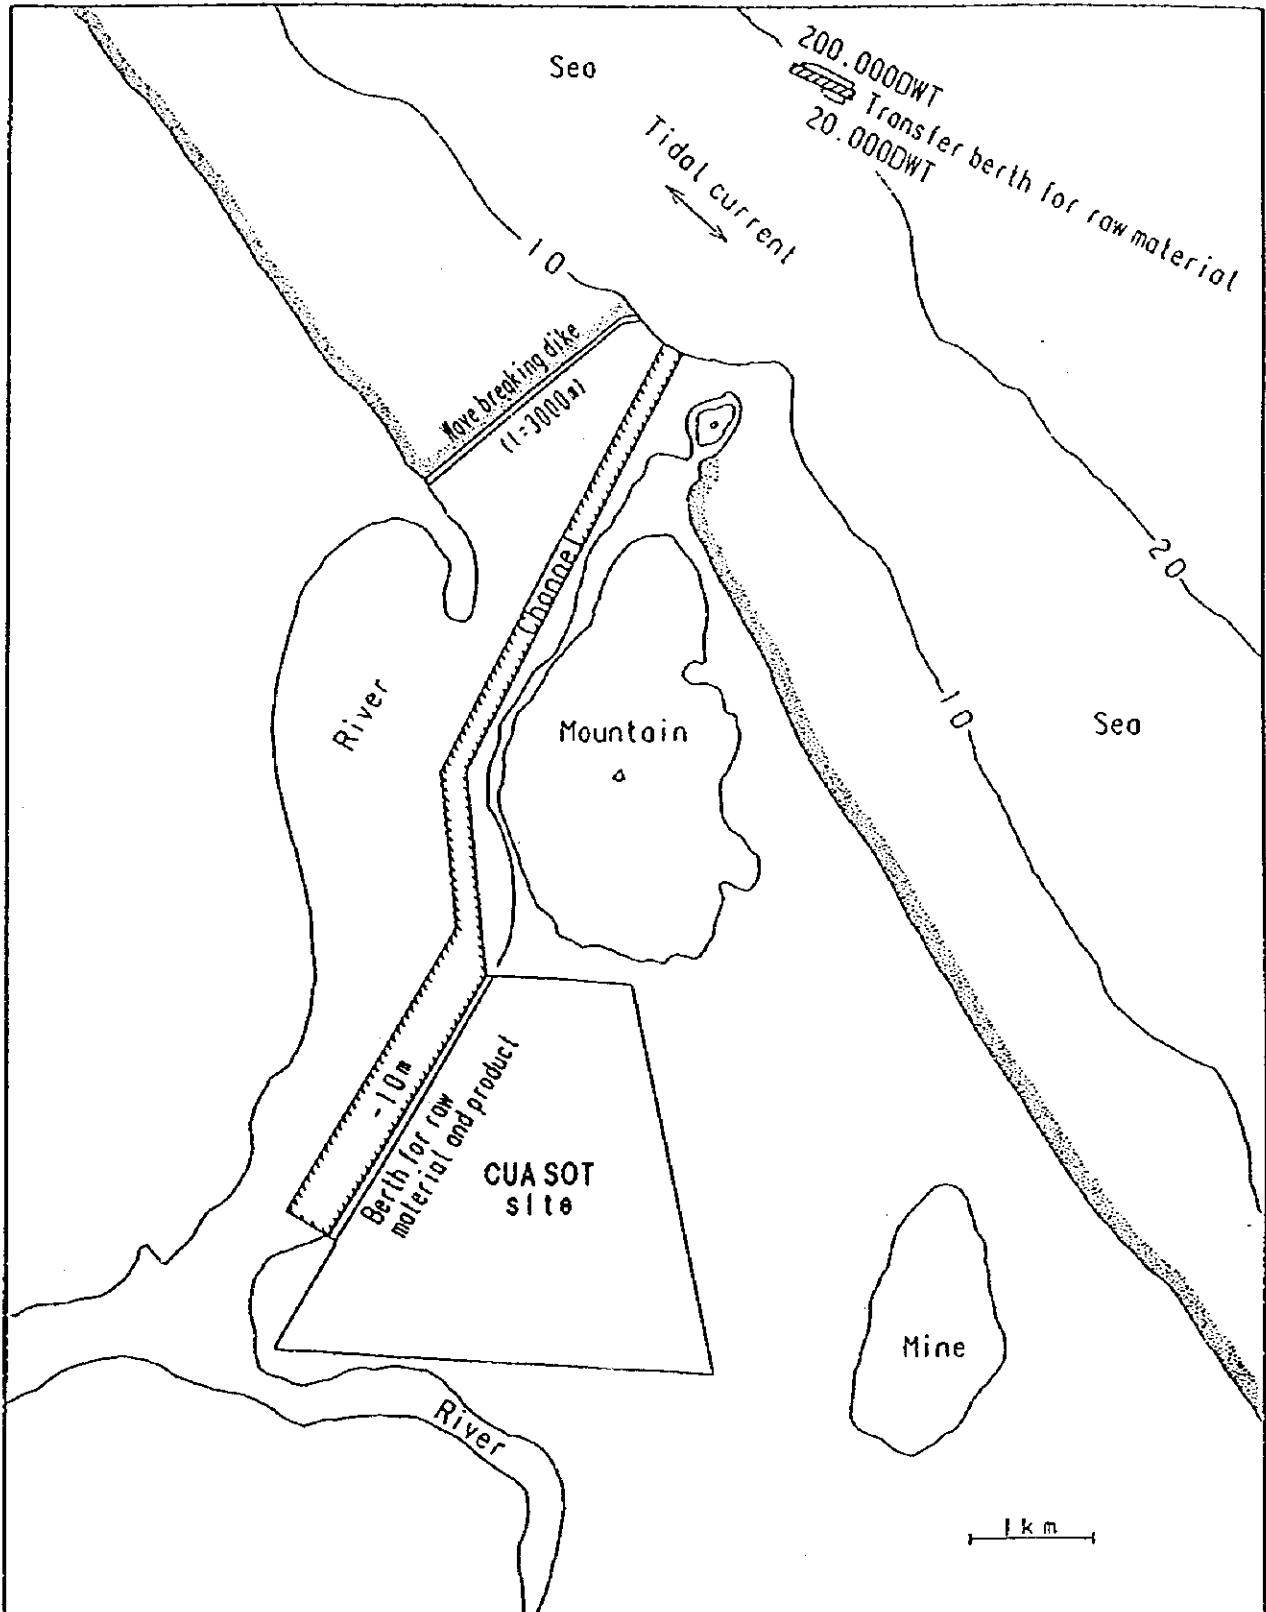 Sea
200.000DWT
Transfer berth for raw material
20.000DWT
Tidal current
10
Wave breaking dike
(l=3000m)
Channel
20
River
Mountain
10
Sea
-10m
Berth for raw
material and product
CUA SOT
site
Mine
River
1km